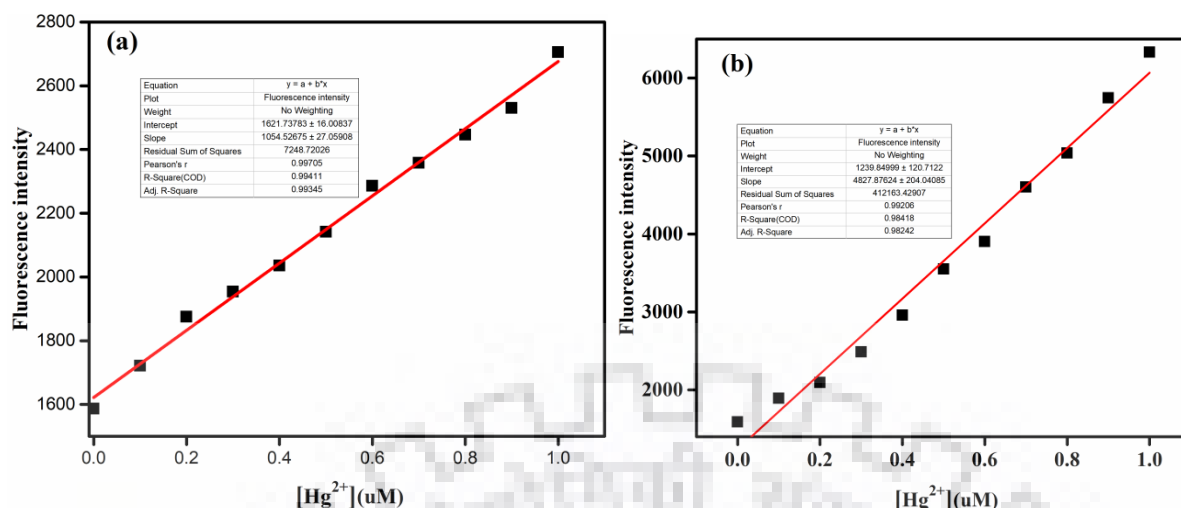 (a)
2800
2600
2400
2200
2000
1800
1600
Fluorescence intensity
Equation y = a + b*x
Plot Fluorescence intensity
Weight No Weighting
Intercept 1621.73783 ± 16.00837
Slope 1054.52675 ± 27.05908
Residual Sum of Squares 7248.72026
Pearson's r 0.99705
R-Square(COD) 0.99411
Adj. R-Square 0.99345
0.0 0.2 0.4 0.6 0.8 1.0
[Hg²⁺](uM)
(b)
6000
5000
4000
3000
2000
Fluorescence intensity
Equation y = a + b*x
Plot Fluorescence intensity
Weight No Weighting
Intercept 1239.84999 ± 120.7122
Slope 4827.87624 ± 204.04085
Residual Sum of Squares 412163.42907
Pearson's r 0.99206
R-Square(COD) 0.98418
Adj. R-Square 0.98242
0.0 0.2 0.4 0.6 0.8 1.0
[Hg²⁺](uM)